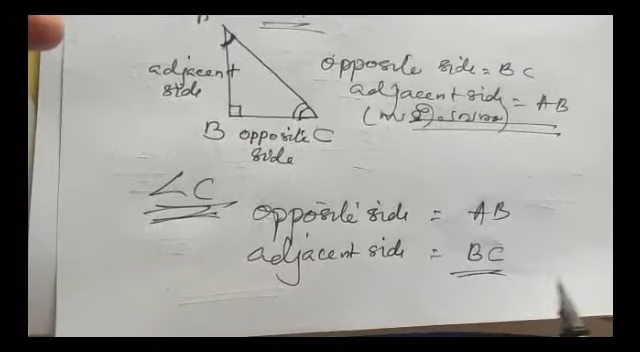 adjacent
side
B opposite C
side
opposite side = BC
adjacent side = AB
∠C
opposite side = AB
adjacent side = BC